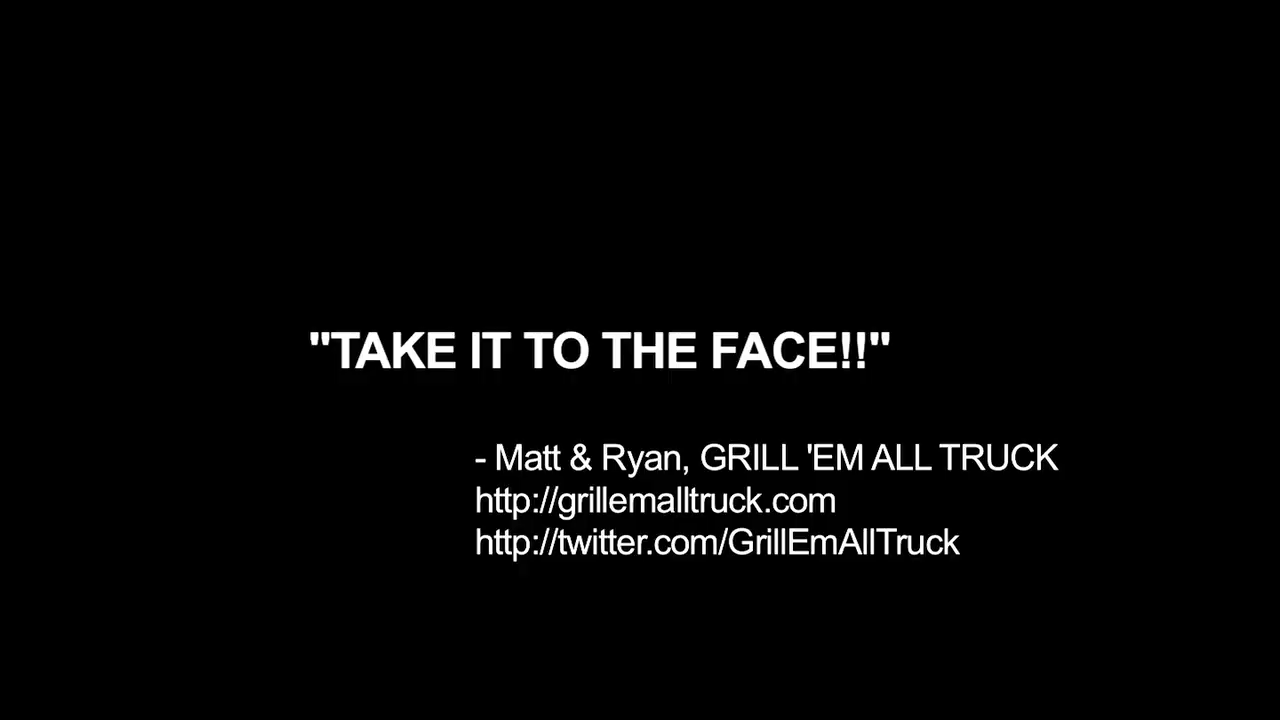 "TAKE IT TO THE FACE!!"
- Matt & Ryan, GRILL 'EM ALL TRUCK
http://grillemalltruck.com
http://twitter.com/GrillEmAllTruck